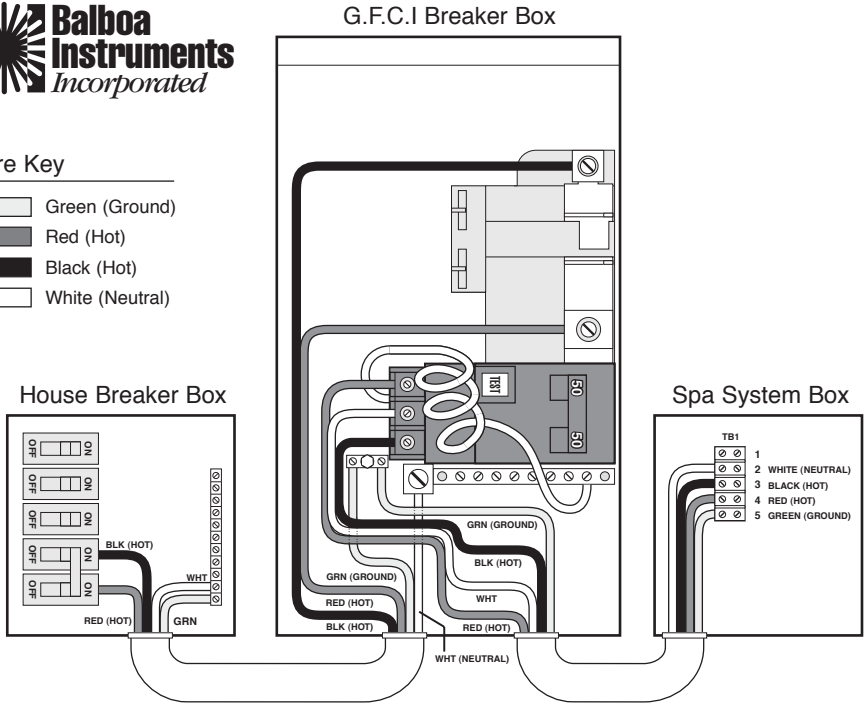 Balboa
Instruments
Incorporated
G.F.C.I Breaker Box
re Key
Green (Ground)
Red (Hot)
Black (Hot)
White (Neutral)
House Breaker Box
OFF ON
OFF ON
OFF ON
OFF ON
OFF ON
BLK (HOT)
WHT
RED (HOT)
GRN
TEST
50
50
GRN (GROUND)
BLK (HOT)
GRN (GROUND)
WHT
RED (HOT)
BLK (HOT)
RED (HOT)
WHT (NEUTRAL)
Spa System Box
TB1
1
2 WHITE (NEUTRAL)
3 BLACK (HOT)
4 RED (HOT)
5 GREEN (GROUND)